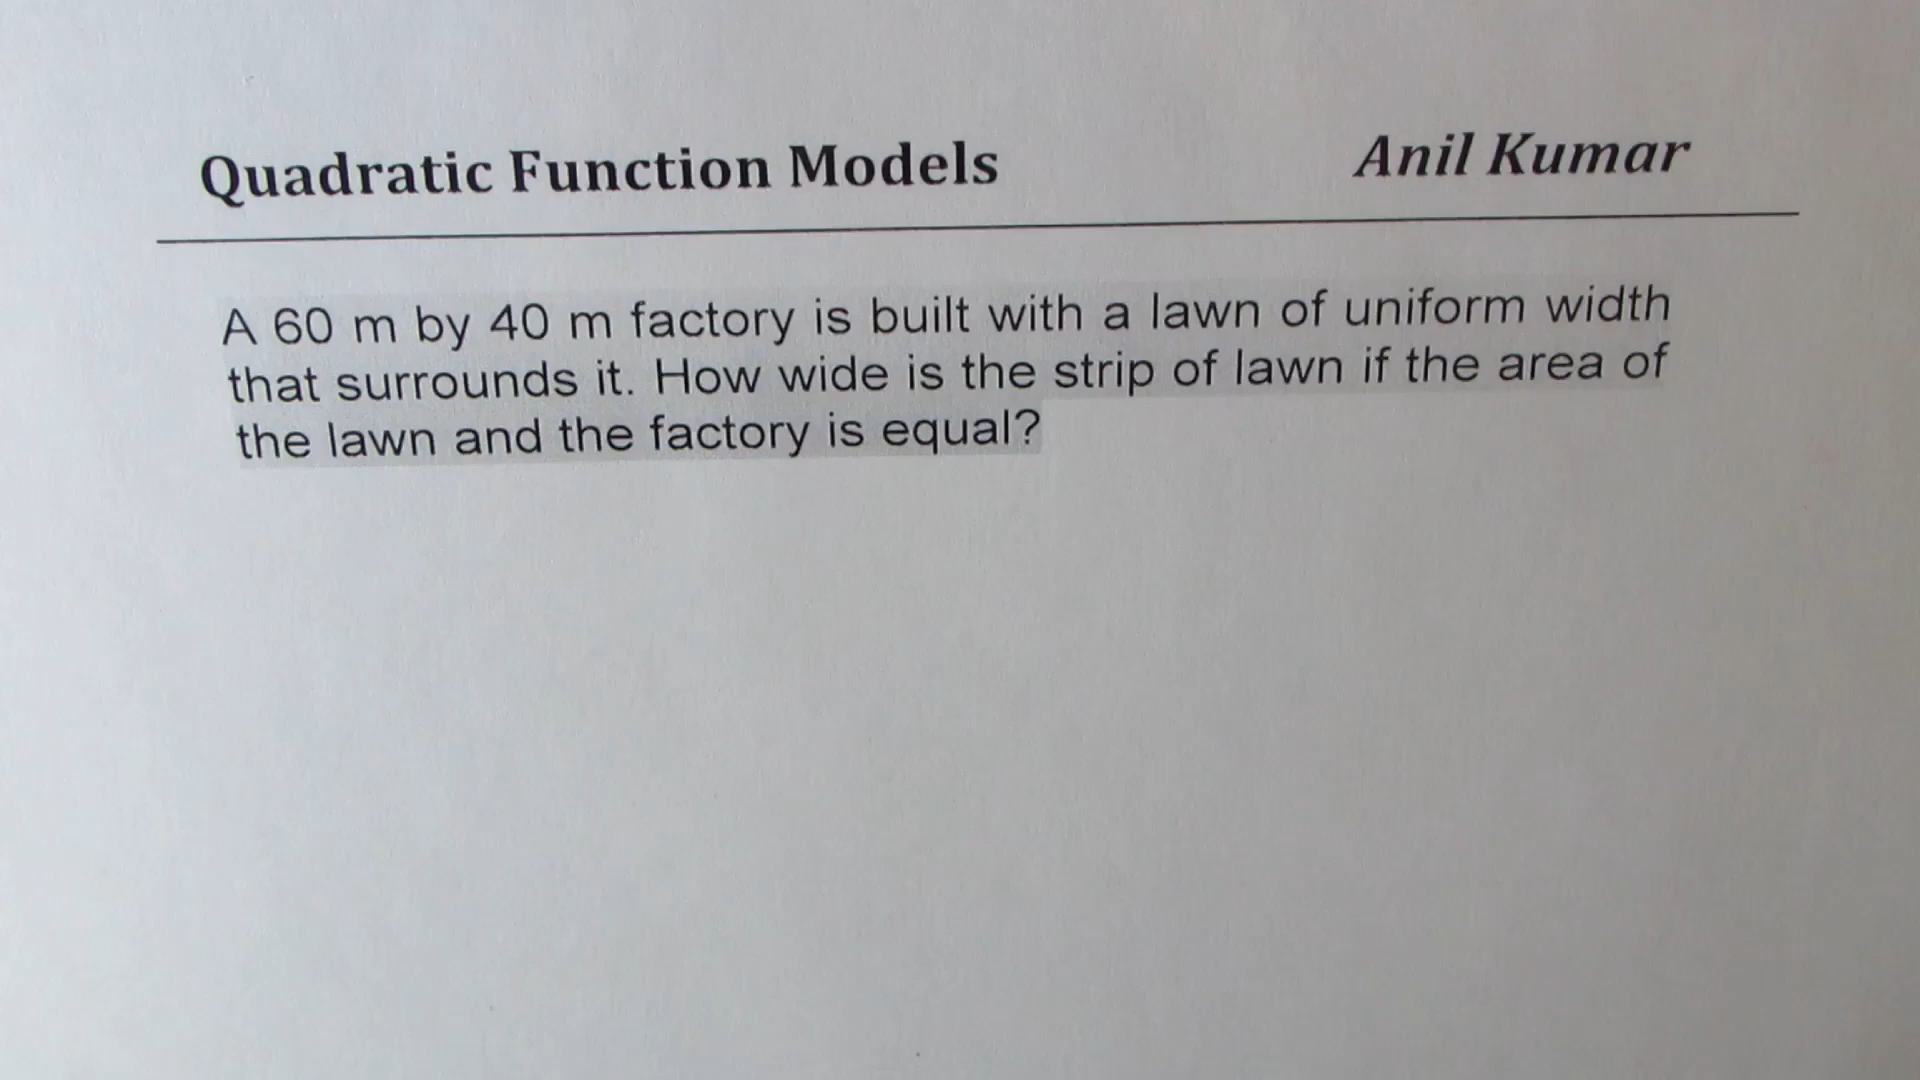 Quadratic Function Models
Anil Kumar
A 60 m by 40 m factory is built with a lawn of uniform width
that surrounds it. How wide is the strip of lawn if the area of
the lawn and the factory is equal?